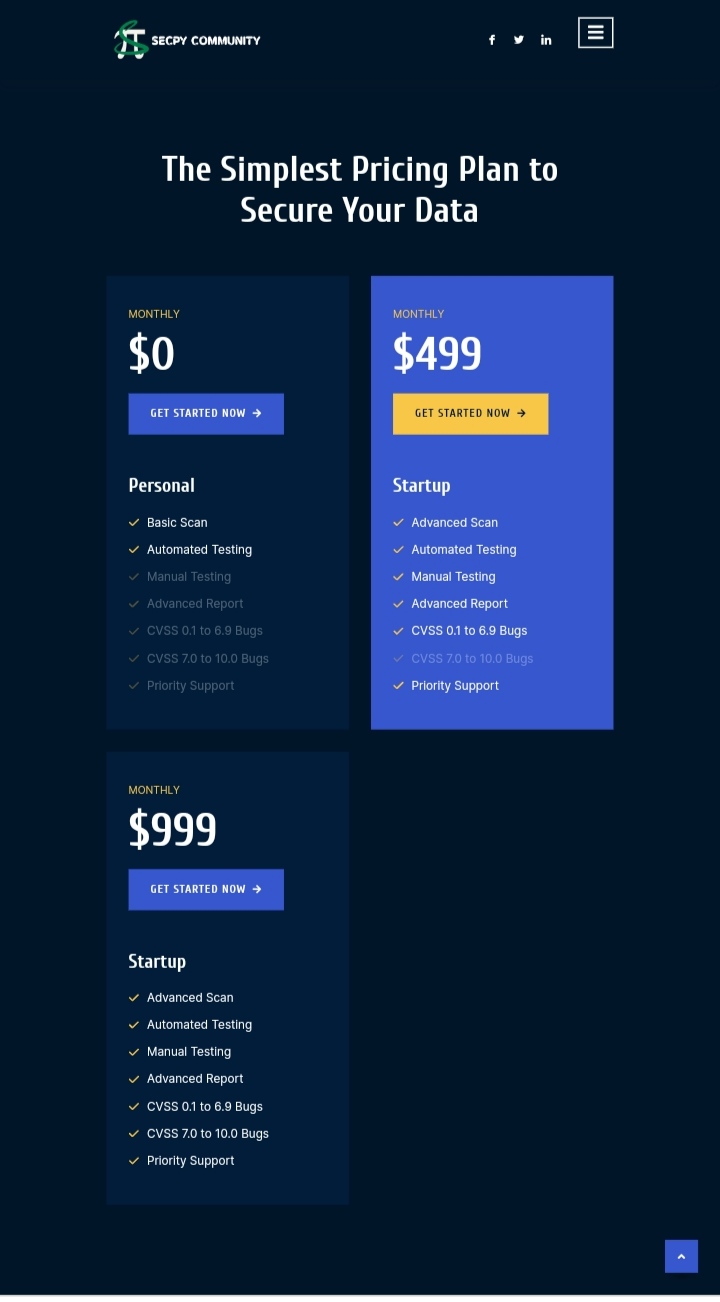 SECPY COMMUNITY
The Simplest Pricing Plan to
Secure Your Data
MONTHLY
$0
GET STARTED NOW →
Personal
Basic Scan
Automated Testing
Manual Testing
Advanced Report
CVSS 0.1 to 6.9 Bugs
CVSS 7.0 to 10.0 Bugs
Priority Support
MONTHLY
$499
GET STARTED NOW →
Startup
Advanced Scan
Automated Testing
Manual Testing
Advanced Report
CVSS 0.1 to 6.9 Bugs
CVSS 7.0 to 10.0 Bugs
Priority Support
MONTHLY
$999
GET STARTED NOW →
Startup
Advanced Scan
Automated Testing
Manual Testing
Advanced Report
CVSS 0.1 to 6.9 Bugs
CVSS 7.0 to 10.0 Bugs
Priority Support